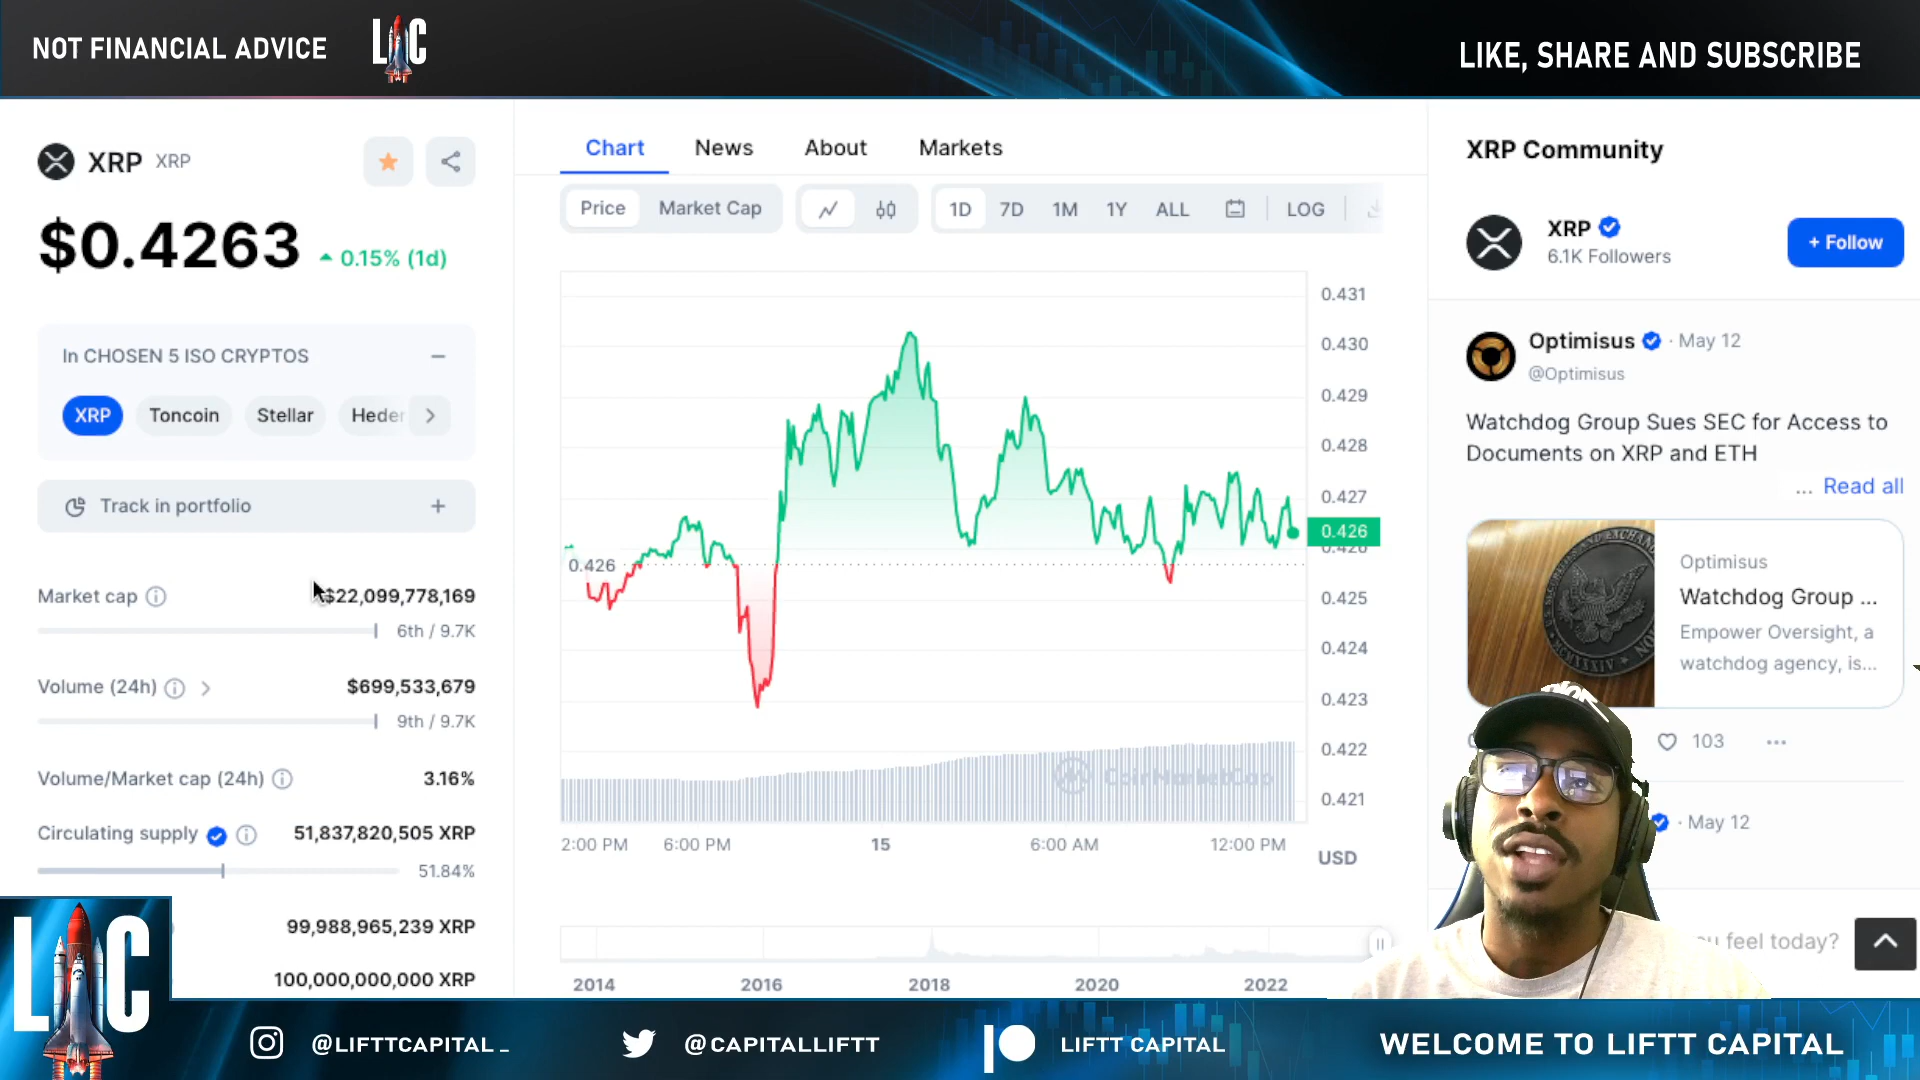 NOT FINANCIAL ADVICE
LC
LIKE, SHARE AND SUBSCRIBE
XRP XRP
$0.4263
0.15% (1d)
In CHOSEN 5 ISO CRYPTOS
XRP
Toncoin
Stellar
Heder
Track in portfolio
Market cap
$22,099,778,169
6th / 9.7K
Volume (24h)
$699,533,679
9th / 9.7K
Volume/Market cap (24h)
3.16%
Circulating supply
51,837,820,505 XRP
51.84%
99,988,965,239 XRP
100,000,000,000 XRP
Chart
News
About
Markets
Price
Market Cap
1D
7D
1M
1Y
ALL
LOG
0.431
0.430
0.429
0.428
0.427
0.426
0.426
0.425
0.424
0.423
0.422
0.421
0.426
CoinMarketCap
2:00 PM
6:00 PM
15
6:00 AM
12:00 PM
USD
2014
2016
2018
2020
2022
XRP Community
XRP
6.1K Followers
+ Follow
Optimisus · May 12
@Optimisus
Watchdog Group Sues SEC for Access to
Documents on XRP and ETH
... Read all
Optimisus
Watchdog Group ...
Empower Oversight, a
watchdog agency, is...
103
· May 12
feel today?
LC
@LIFTTCAPITAL_
@CAPITALLIFTT
LIFTT CAPITAL
WELCOME TO LIFTT CAPITAL